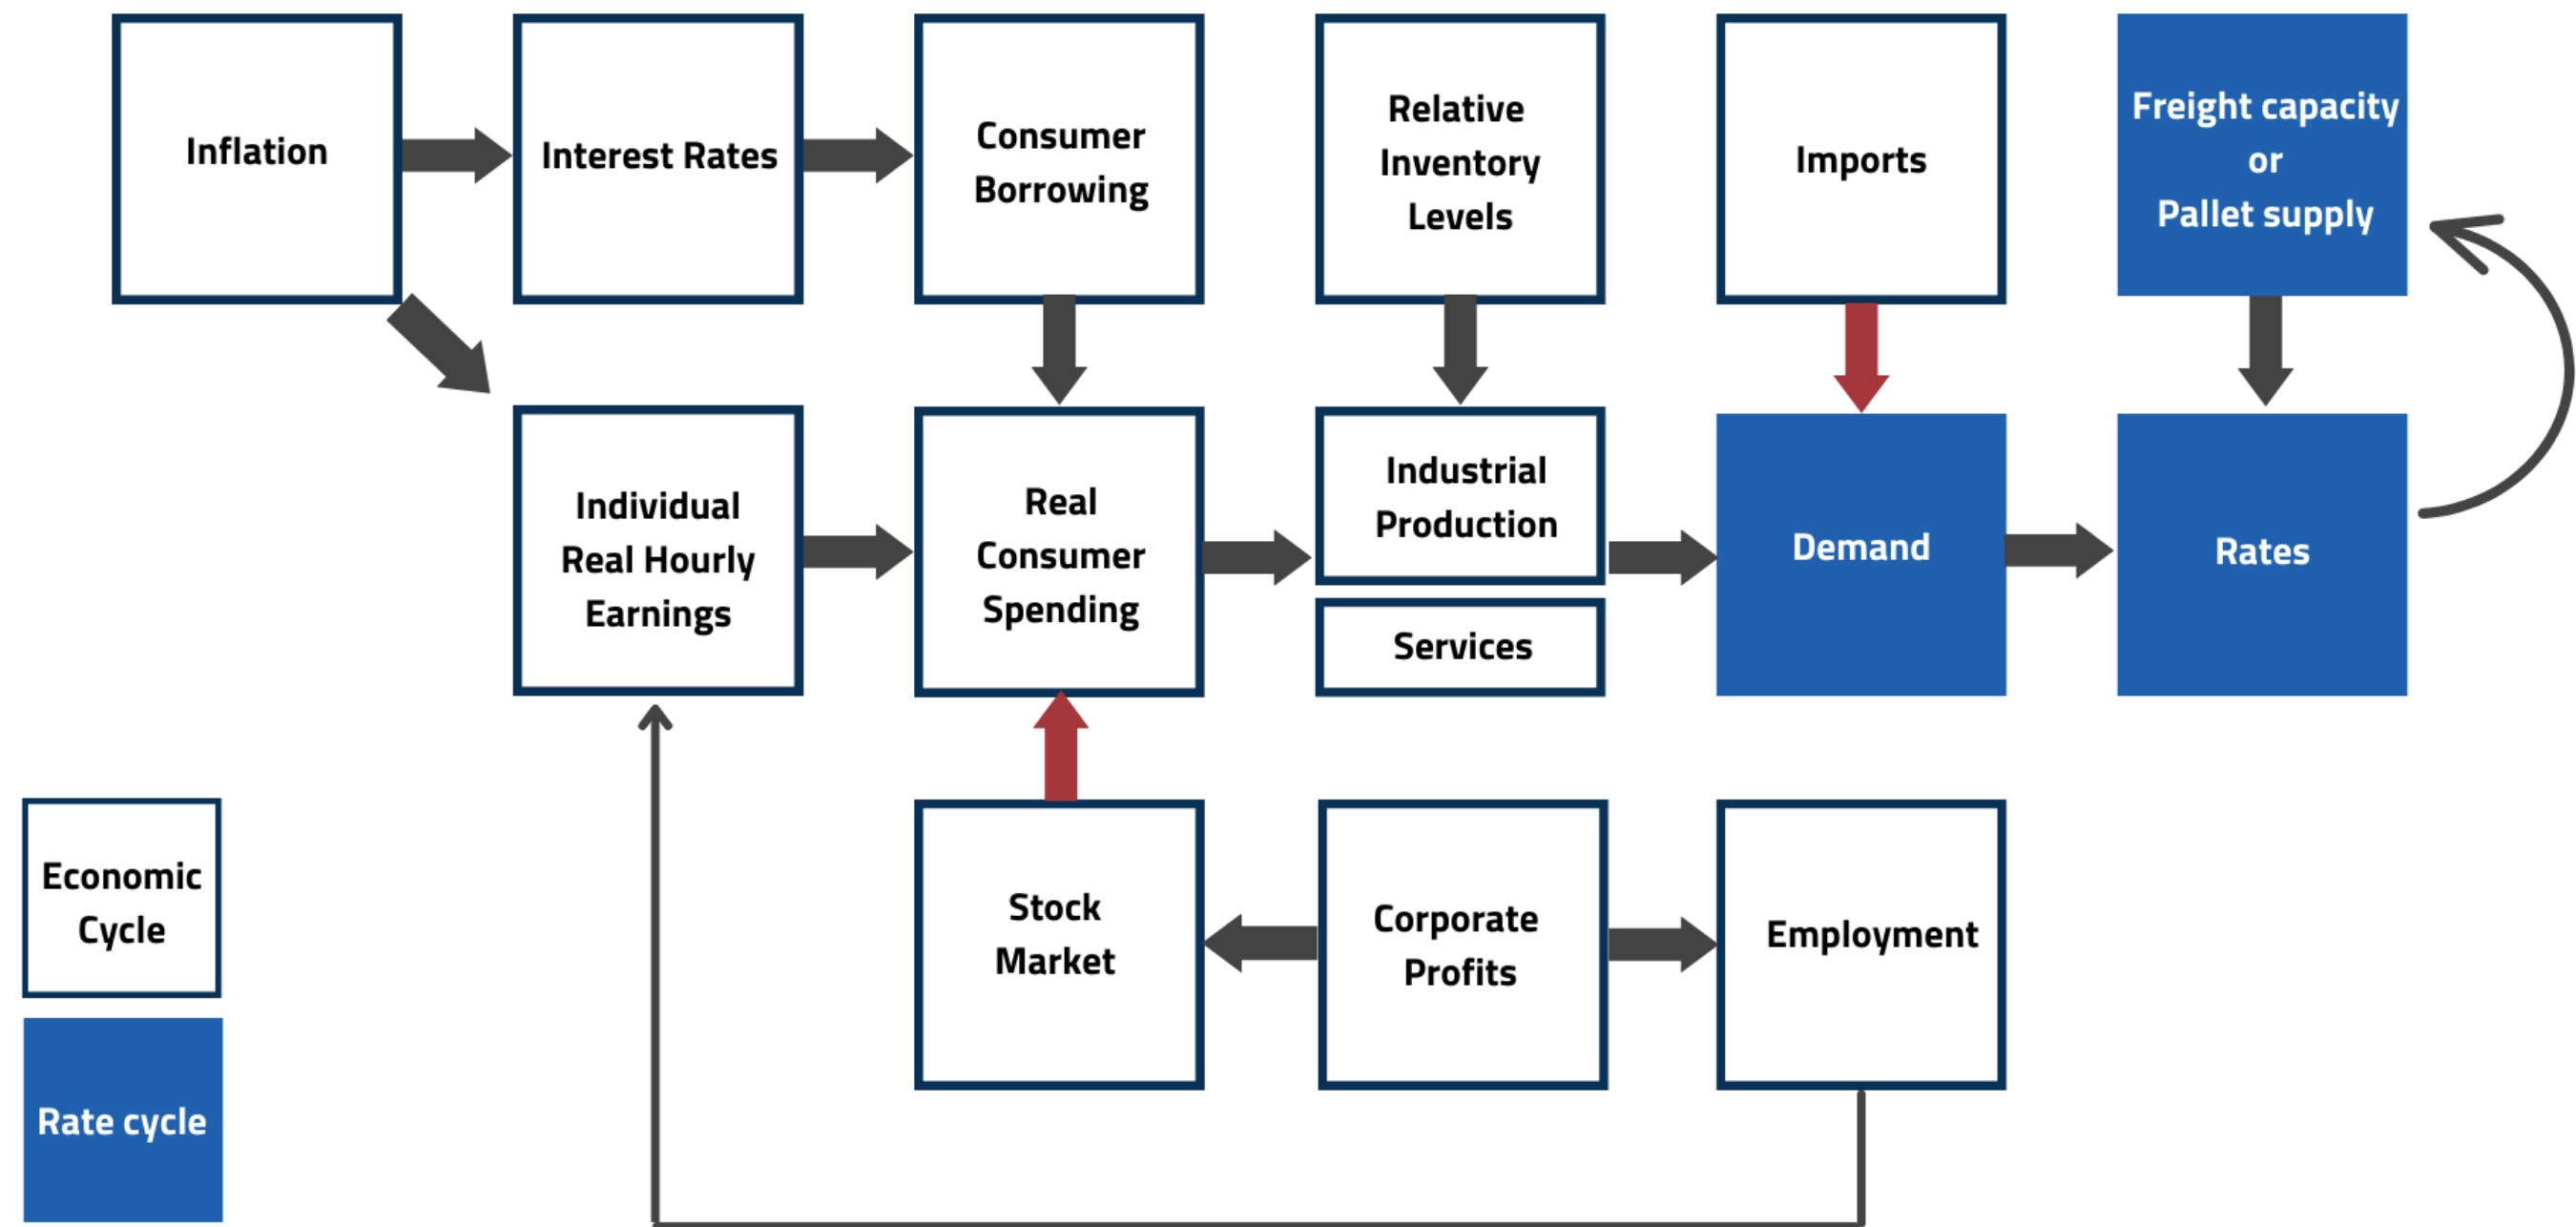 Inflation
Interest Rates
Consumer
Borrowing
Relative
Inventory
Levels
Imports
Freight capacity
or
Pallet supply
Individual
Real Hourly
Earnings
Real
Consumer
Spending
Industrial
Production
Services
Demand
Rates
Economic
Cycle
Rate cycle
Stock
Market
Corporate
Profits
Employment